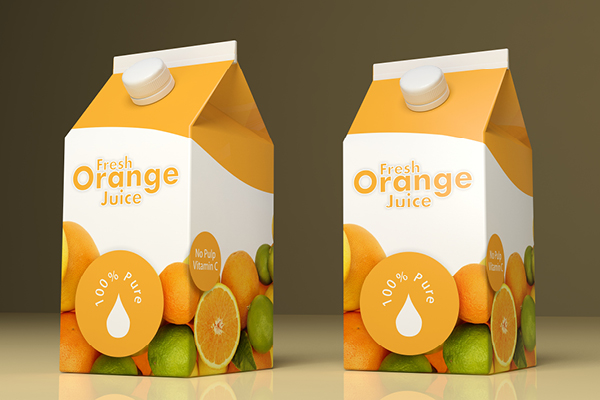 Fresh
Orange
Juice
100% Pure
No Pulp
Vitamin C
Fresh
Orange
Juice
100% Pure
No Pulp
Vitamin C